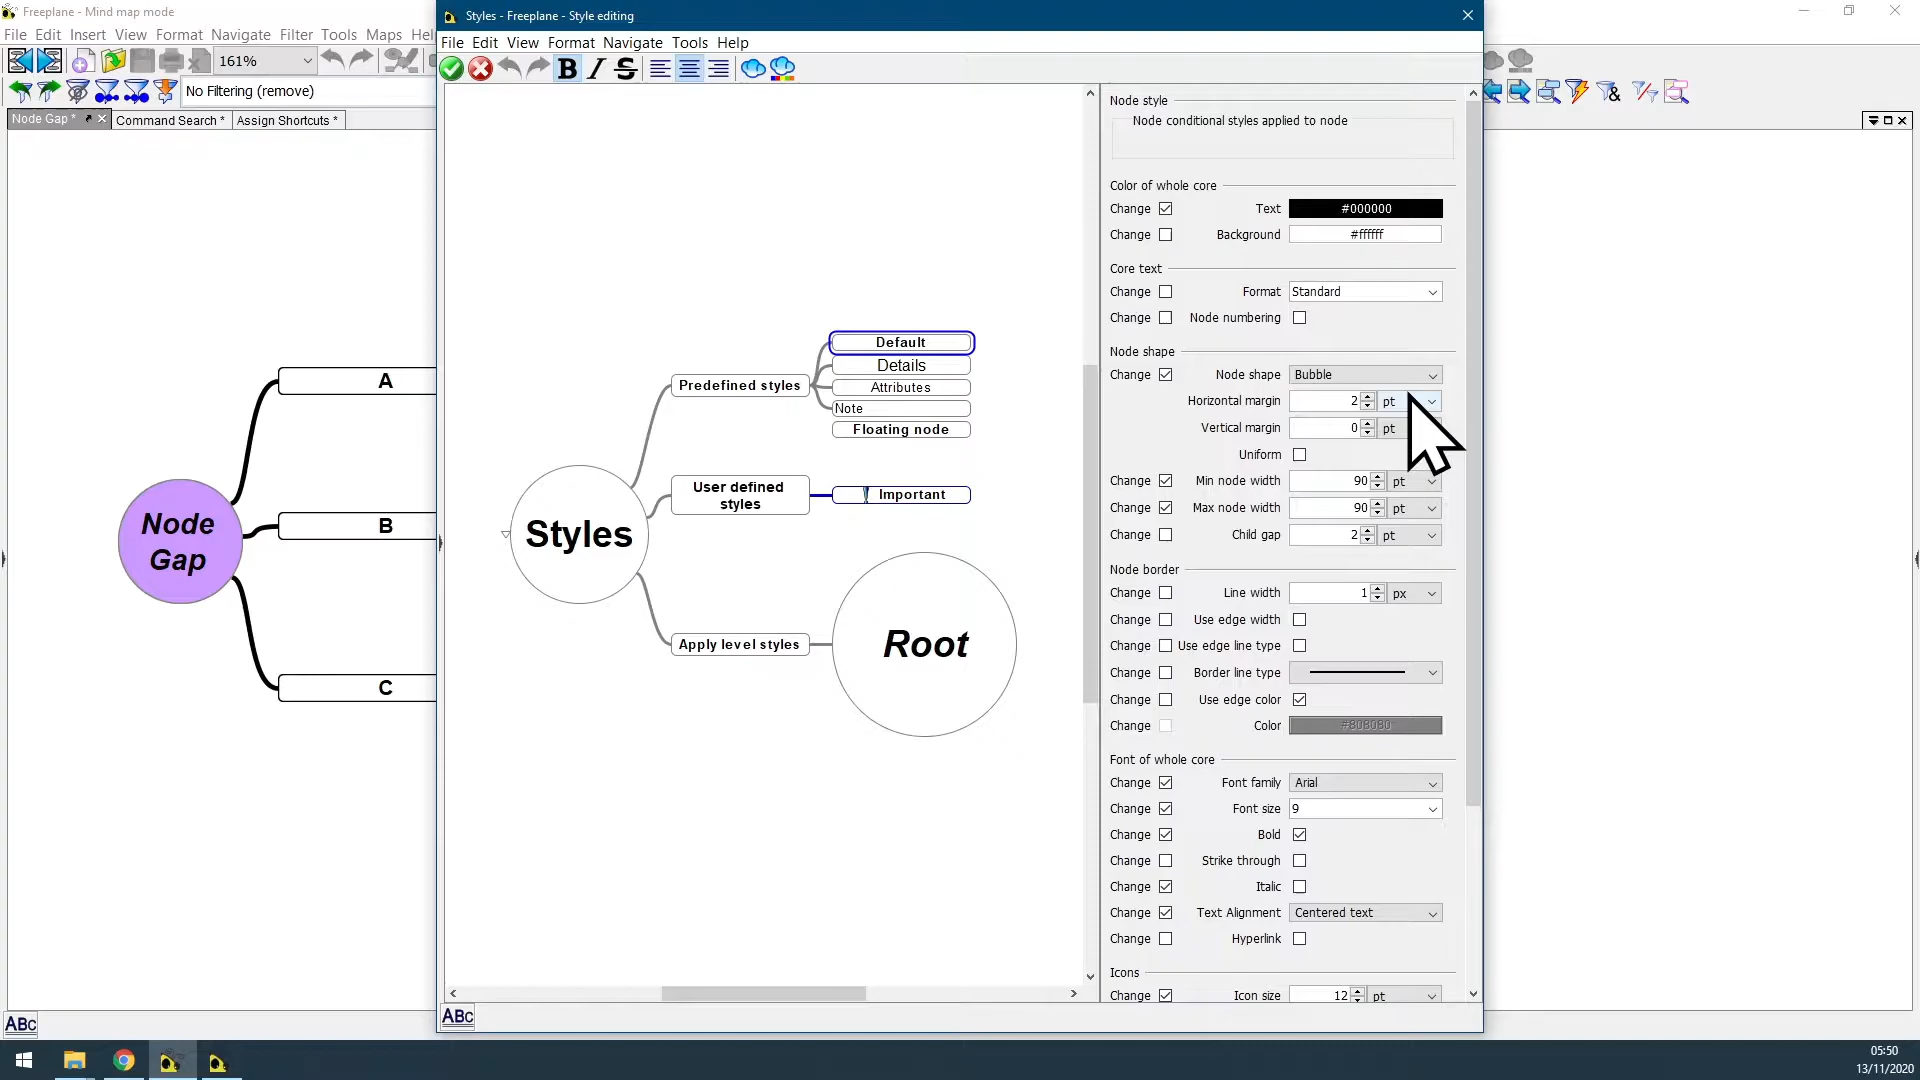 Freeplane - Mind map mode
File Edit Insert View Format Navigate Filter Tools Maps Hel
161%
No Filtering (remove)
Node Gap *
Command Search *
Assign Shortcuts *
Node
Gap
A
B
C
ABC
Styles - Freeplane - Style editing
File Edit View Format Navigate Tools Help
B I S
Styles
Predefined styles
Default
Details
Attributes
Note
Floating node
User defined
styles
Important
Apply level styles
Root
ABC
Node style
Node conditional styles applied to node
Color of whole core
Change Text #000000
Change Background #ffffff
Core text
Change Format Standard
Change Node numbering
Node shape
Change Node shape Bubble
Horizontal margin 2 pt
Vertical margin 0 pt
Uniform
Change Min node width 90 pt
Change Max node width 90 pt
Change Child gap 2 pt
Node border
Change Line width 1 px
Change Use edge width
Change Use edge line type
Change Border line type
Change Use edge color
Change Color #808080
Font of whole core
Change Font family Arial
Change Font size 9
Change Bold
Change Strike through
Change Italic
Change Text Alignment Centered text
Change Hyperlink
Icons
Change Icon size 12 pt
&
05:50
13/11/2020